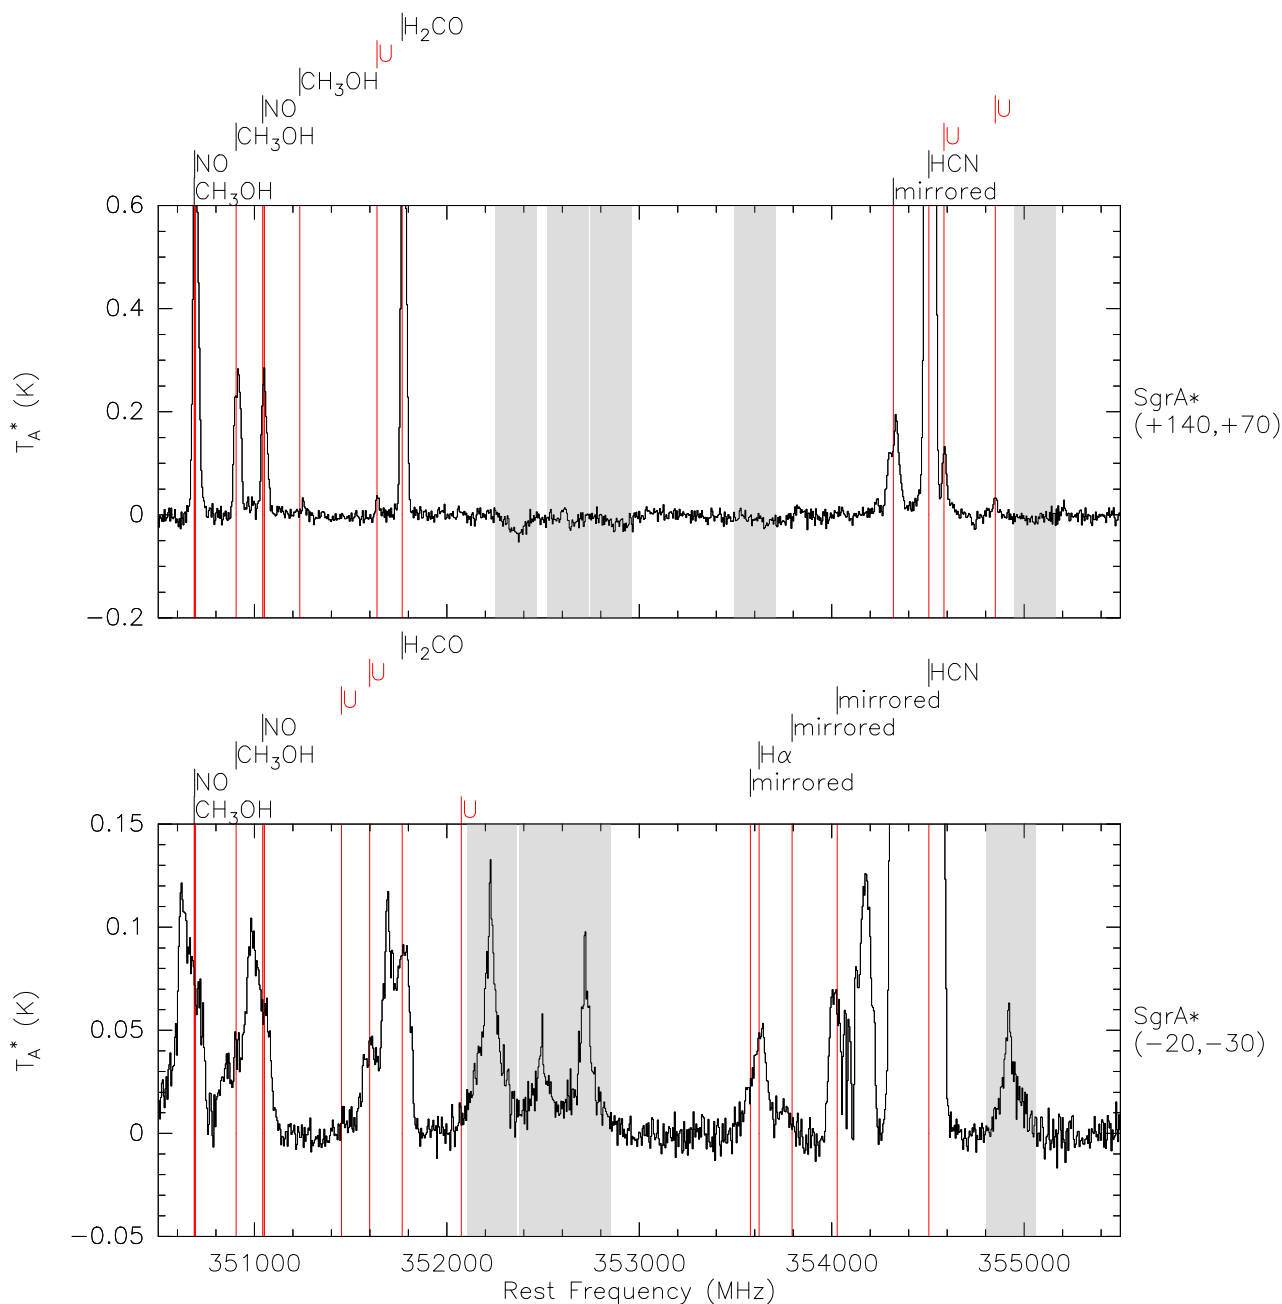 H₂CO
U
CH₃OH
NO
U
CH₃OH
U
NO
HCN
CH₃OH
mirrored
0.6
0.4
0.2
0
−0.2
T_A* (K)
SgrA*
(+140,+70)
H₂CO
U
HCN
U
mirrored
NO
mirrored
CH₃OH
Hα
NO
mirrored
CH₃OH
U
0.15
0.1
0.05
0
−0.05
T_A* (K)
SgrA*
(−20,−30)
351000 352000 353000 354000 355000
Rest Frequency (MHz)